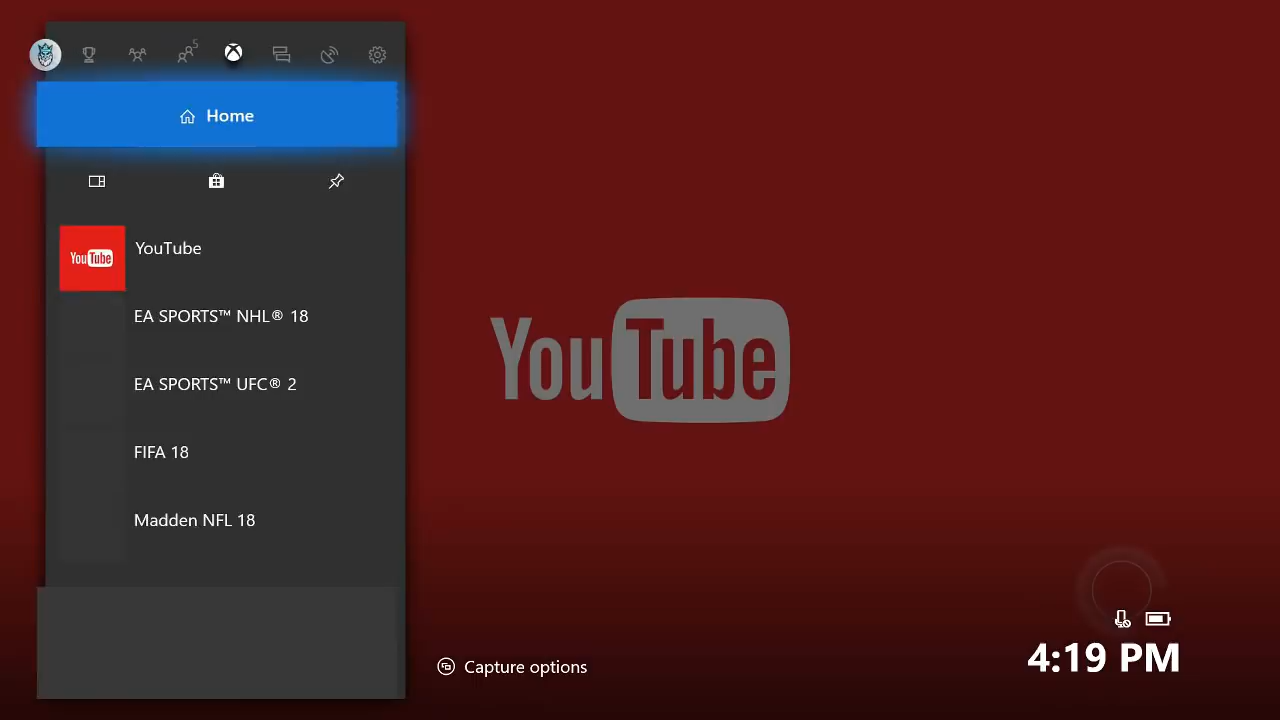 5
Home
YouTube
YouTube
EA SPORTS™ NHL® 18
EA SPORTS™ UFC® 2
FIFA 18
Madden NFL 18
YouTube
Capture options
4:19 PM